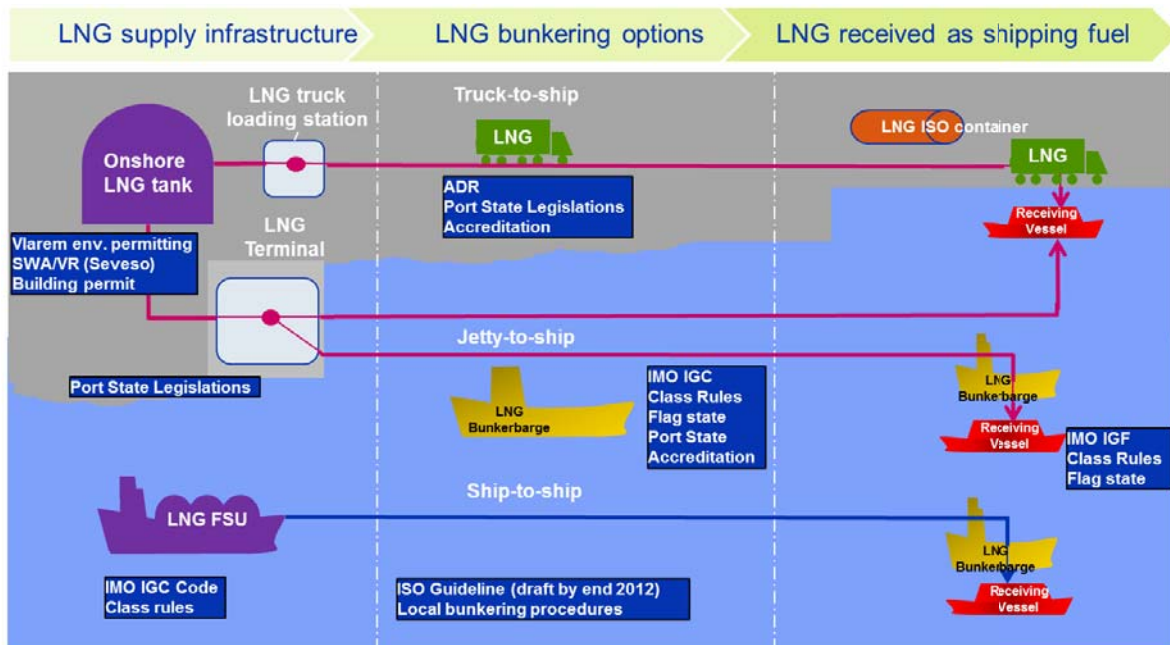 LNG supply infrastructure
LNG bunkering options
LNG received as shipping fuel
LNG truck
loading station
Truck-to-ship
LNG
LNG ISO container
LNG
Onshore
LNG tank
ADR
Port State Legislations
Accreditation
Receiving
Vessel
LNG
Terminal
Vlarem env. permitting
SWA/VR (Seveso)
Building permit
Jetty-to-ship
Port State Legislations
LNG
Bunkerbarge
IMO IGC
Class Rules
Flag state
Port State
Accreditation
LNG
Bunkerbarge
Receiving
Vessel
IMO IGF
Class Rules
Flag state
Ship-to-ship
LNG FSU
LNG
Bunkerbarge
IMO IGC Code
Class rules
ISO Guideline (draft by end 2012)
Local bunkering procedures
Receiving
Vessel